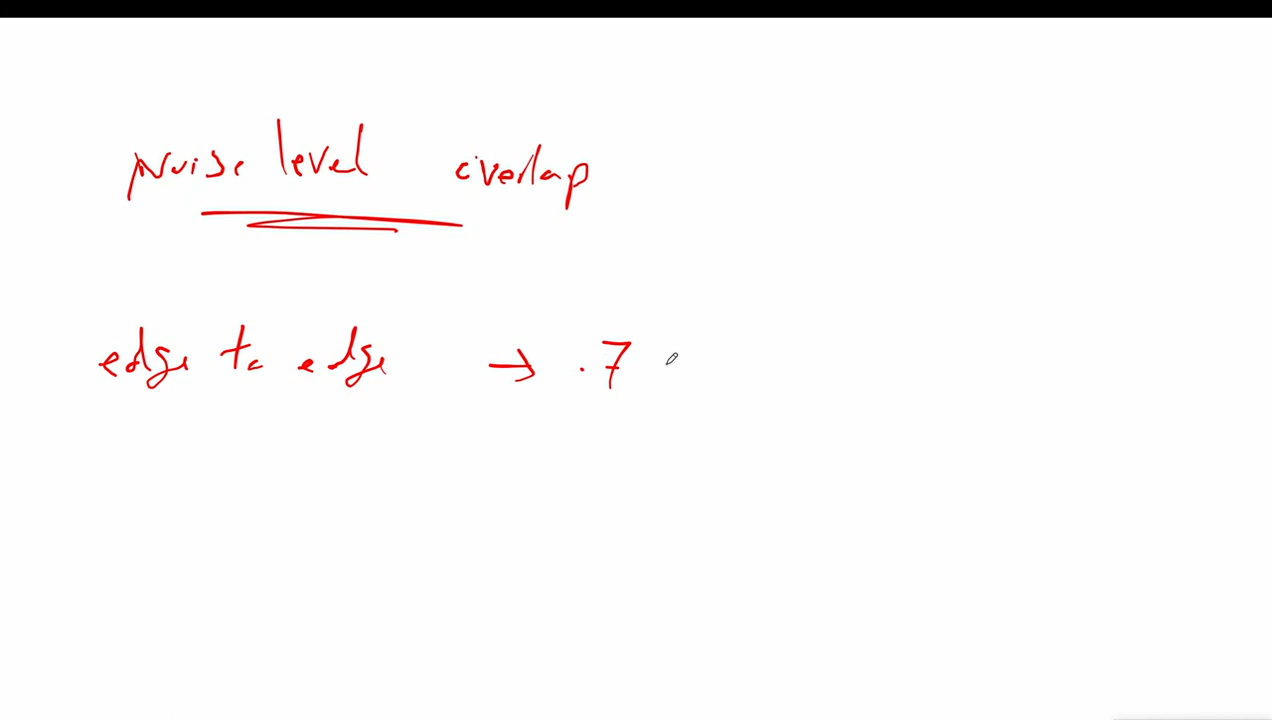 noise level overlap
edge to edge → .7